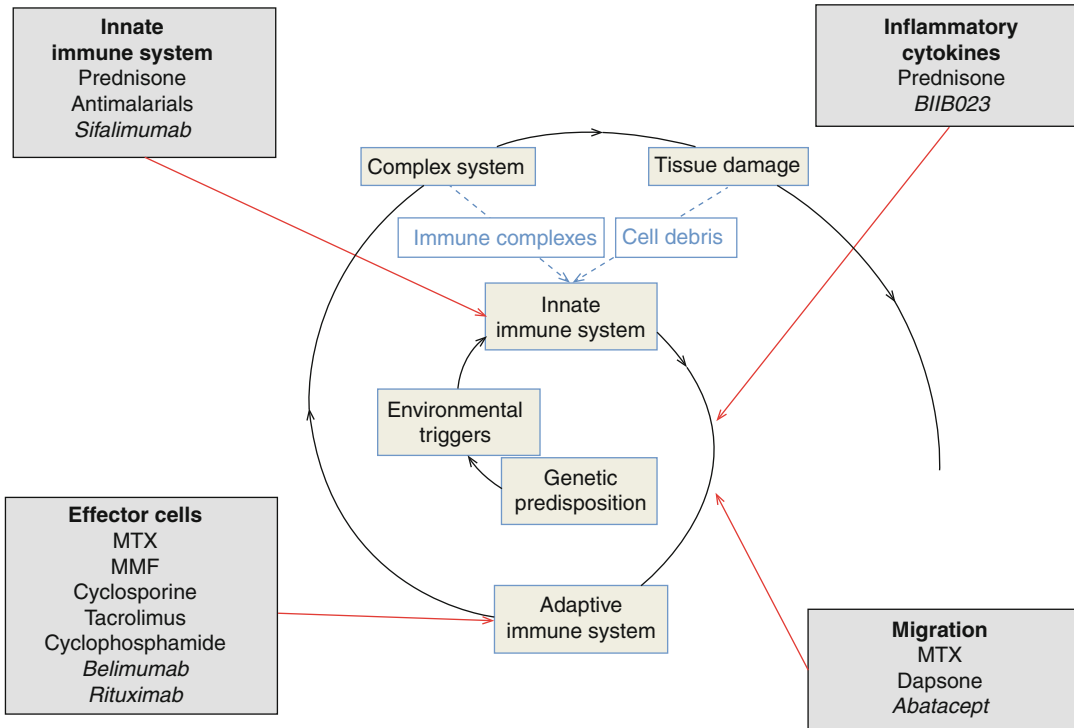 Innate
immune system
Prednisone
Antimalarials
Sifalimumab
Inflammatory
cytokines
Prednisone
BIIB023
Complex system
Tissue damage
Immune complexes
Cell debris
Innate
immune system
Environmental
triggers
Genetic
predisposition
Effector cells
MTX
MMF
Cyclosporine
Tacrolimus
Cyclophosphamide
Belimumab
Rituximab
Adaptive
immune system
Migration
MTX
Dapsone
Abatacept